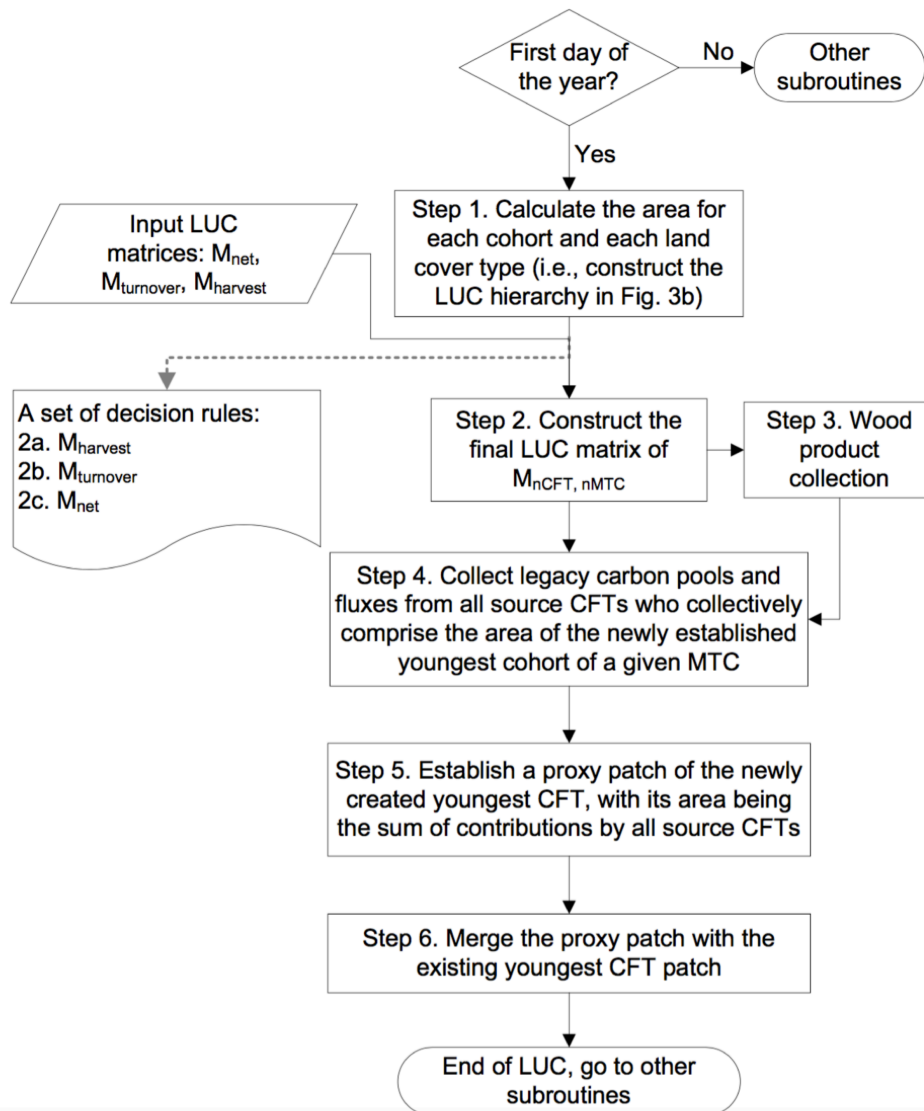 First day of
the year?
No
Other
subroutines
Yes
Step 1. Calculate the area for
each cohort and each land
cover type (i.e., construct the
LUC hierarchy in Fig. 3b)
Input LUC
matrices: Mnet,
Mturnover, Mharvest
A set of decision rules:
2a. Mharvest
2b. Mturnover
2c. Mnet
Step 2. Construct the
final LUC matrix of
MnCFT, nMTC
Step 3. Wood
product
collection
Step 4. Collect legacy carbon pools and
fluxes from all source CFTs who collectively
comprise the area of the newly established
youngest cohort of a given MTC
Step 5. Establish a proxy patch of the newly
created youngest CFT, with its area being
the sum of contributions by all source CFTs
Step 6. Merge the proxy patch with the
existing youngest CFT patch
End of LUC, go to other
subroutines